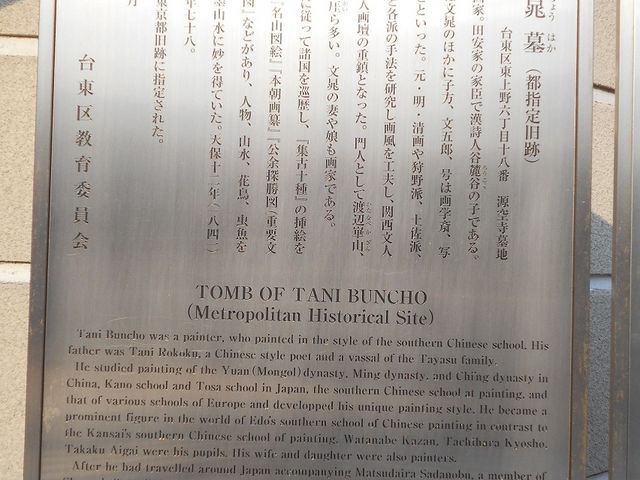 晁 墓 (都指定旧跡)
台東区東上野六丁目十八番 源空寺墓地
家。田安家の家臣で漢詩人谷麓谷の子である。
文晁のほかに子方、文五郎、号は画学斎、写
といった。元・明・清画や狩野派、土佐派、
と各派の手法を研究し画風を工夫し、関西文人
人画壇の重鎮となった。門人として渡辺崋山、
ら多い。文晁の妻や娘も画家である。
に従って諸国を巡歴し、『集古十種』の挿絵を
『名山図絵』『本朝画纂』『公余探勝図(重要文
図』などがあり、人物、山水、花鳥、虫魚を
墨山水に妙を得ていた。天保十二年(一八四一
年七十八。
東京都旧跡に指定された。
月
台東区教育委員会
TOMB OF TANI BUNCHO
(Metropolitan Historical Site)
Tani Buncho was a painter, who painted in the style of the southern Chinese school. His
father was Tani Rokoku, a Chinese style poet and a vassal of the Tayasu family.
He studied painting of the Yuan (Mongol) dynasty, Ming dynasty, and Ching dynasty in
China, Kano school and Tosa school in Japan, the southern Chinese school at painting, and
that of various schools of Europe and developped his unique painting style. He became a
prominent figure in the world of Edo's southern school of Chinese painting in contrast to
the Kansai's southern Chinese school of painting. Watanabe Kazan, Tachihara Kyosho,
Takaku Aigai were his pupils. His wife and daughter were also painters.
After he had travelled around Japan accompanying Matsudaira Sadanobu, a member of